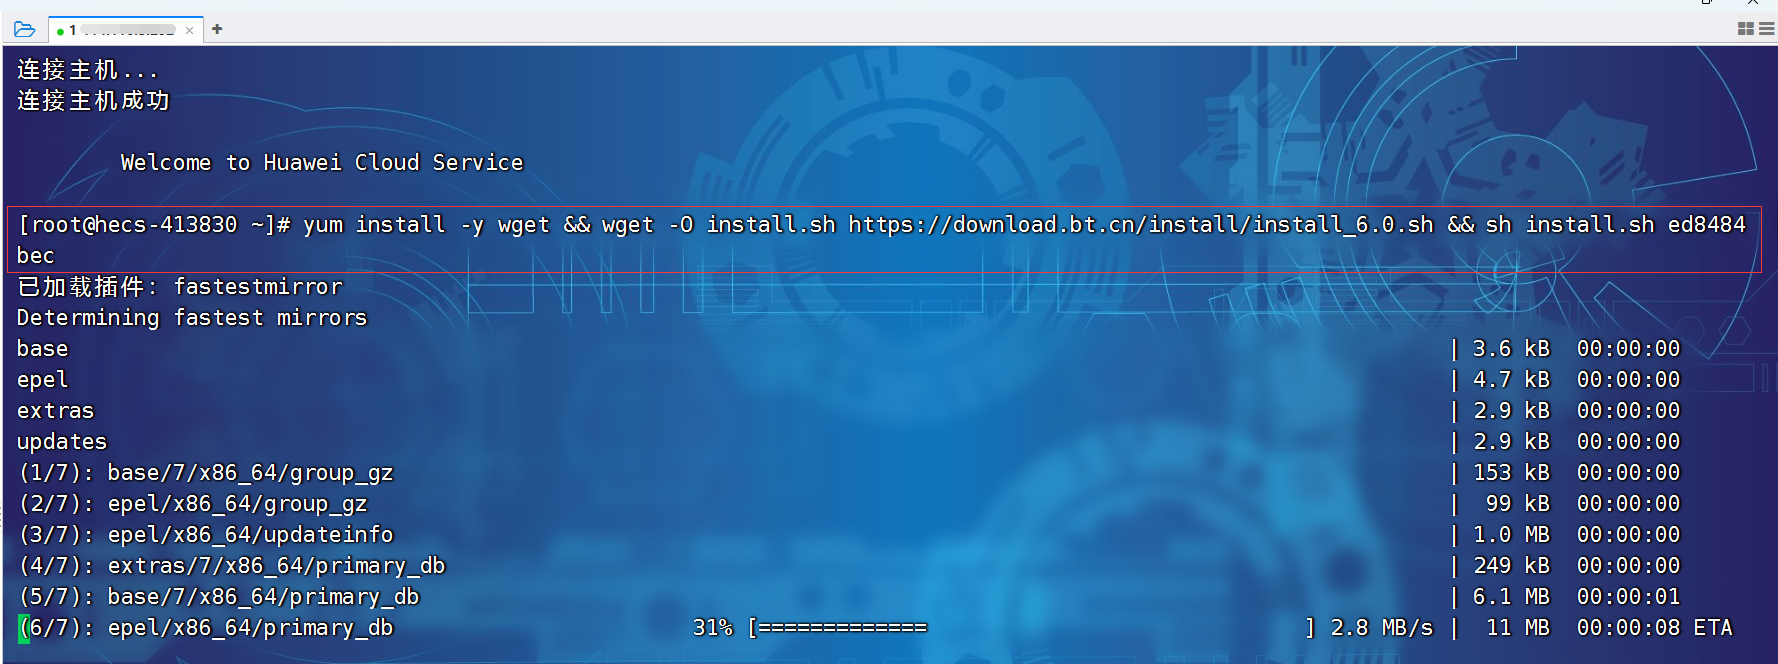 1
连接主机...
连接主机成功
Welcome to Huawei Cloud Service
[root@hecs-413830 ~]# yum install -y wget && wget -O install.sh https://download.bt.cn/install/install_6.0.sh && sh install.sh ed8484
bec
已加载插件: fastestmirror
Determining fastest mirrors
base | 3.6 kB 00:00:00
epel | 4.7 kB 00:00:00
extras | 2.9 kB 00:00:00
updates | 2.9 kB 00:00:00
(1/7): base/7/x86_64/group_gz | 153 kB 00:00:00
(2/7): epel/x86_64/group_gz | 99 kB 00:00:00
(3/7): epel/x86_64/updateinfo | 1.0 MB 00:00:00
(4/7): extras/7/x86_64/primary_db | 249 kB 00:00:00
(5/7): base/7/x86_64/primary_db | 6.1 MB 00:00:01
(6/7): epel/x86_64/primary_db 31% [============= ] 2.8 MB/s | 11 MB 00:00:08 ETA